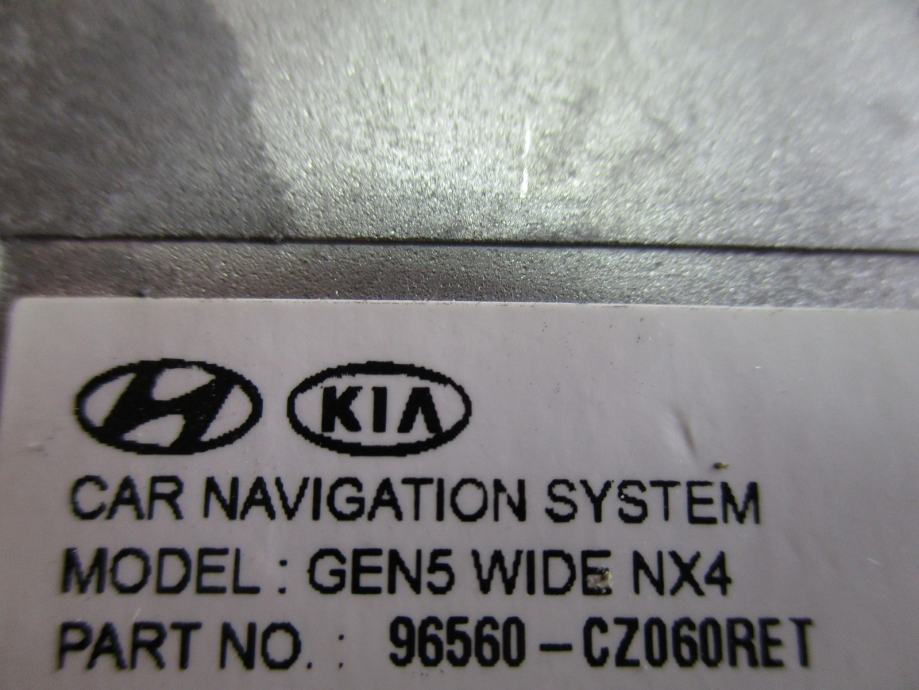 KIA
CAR NAVIGATION SYSTEM
MODEL : GEN5 WIDE NX4
PART NO. : 96560-CZ060RET